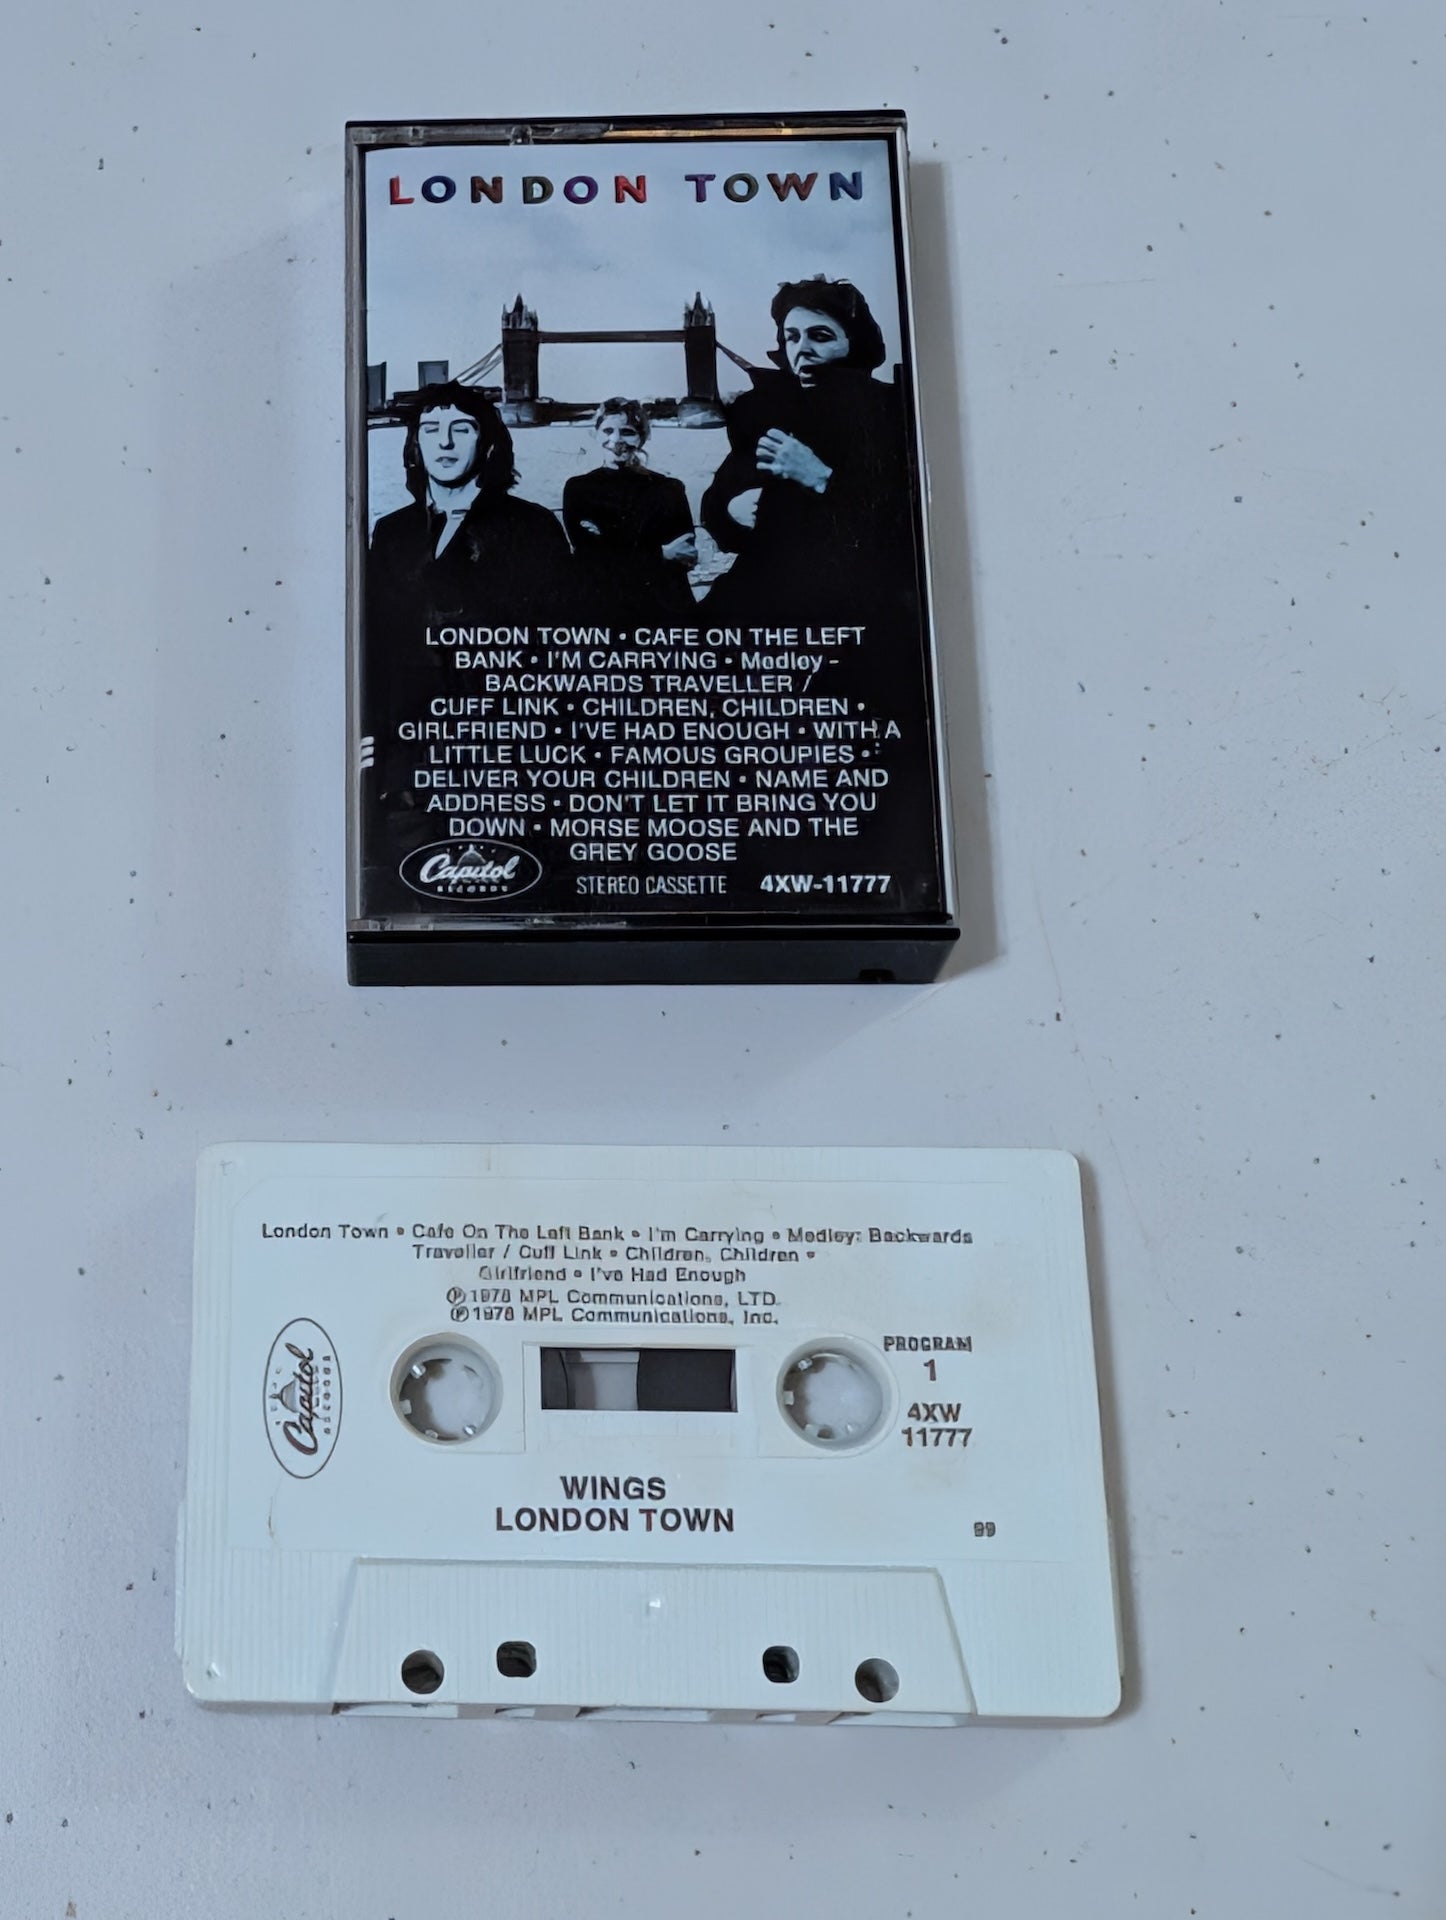 LONDON TOWN
LONDON TOWN • CAFE ON THE LEFT
BANK • I'M CARRYING • Medley -
BACKWARDS TRAVELLER /
CUFF LINK • CHILDREN, CHILDREN •
GIRLFRIEND • I'VE HAD ENOUGH • WITH A
LITTLE LUCK • FAMOUS GROUPIES •
DELIVER YOUR CHILDREN • NAME AND
ADDRESS • DON'T LET IT BRING YOU
DOWN • MORSE MOOSE AND THE
GREY GOOSE
Capitol
RECORDS
STEREO CASSETTE 4XW-11777
London Town • Cafe On The Left Bank • I'm Carrying • Medley: Backwards
Traveller / Cuff Link • Children, Children •
Girlfriend • I've Had Enough
Ⓟ1978 MPL Communications, LTD.
Ⓟ1978 MPL Communications, Inc.
Capitol
RECORDS
PROGRAM
1
4XW
11777
WINGS
LONDON TOWN